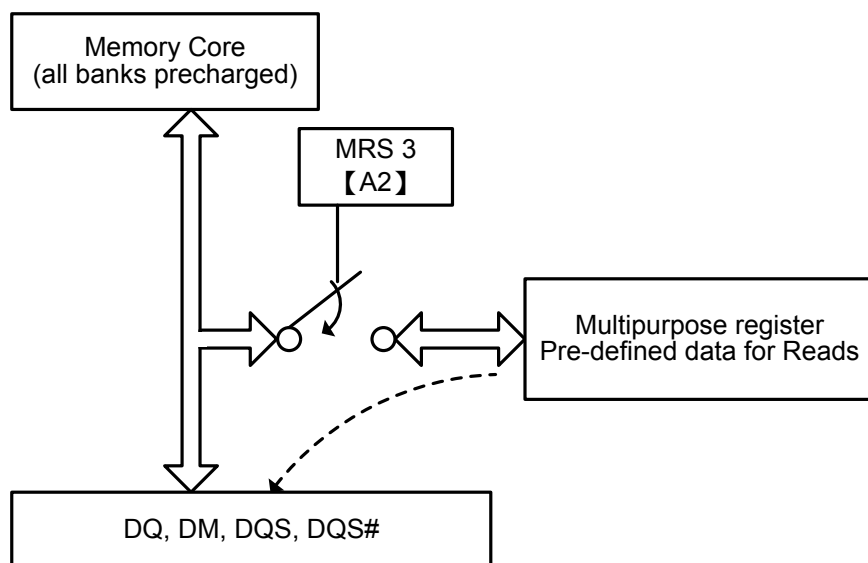 Memory Core
(all banks precharged)
MRS 3
【A2】
Multipurpose register
Pre-defined data for Reads
DQ, DM, DQS, DQS#